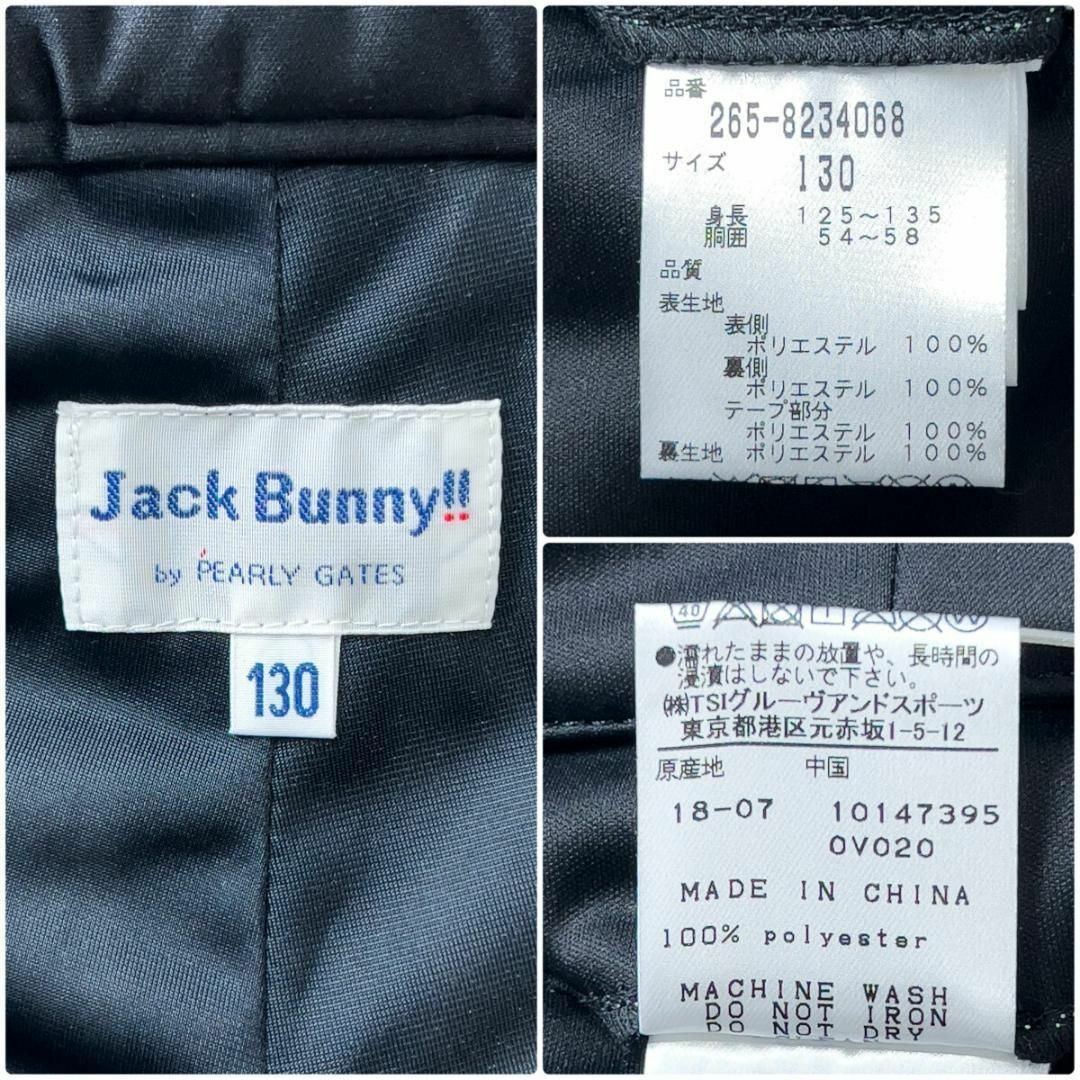 Jack Bunny!!
by PEARLY GATES
130
品番
265-8234068
サイズ
130
身長 125～135
胴囲 54～58
品質
表生地
表側
ポリエステル 100%
裏側
ポリエステル 100%
テープ部分
ポリエステル 100%
裏生地 ポリエステル 100%
40
●濡れたままの放置や、長時間の
浸漬はしないで下さい。
㈱TSIグルーヴアンドスポーツ
東京都港区元赤坂1-5-12
原産地 中国
18-07 10147395
0V020
MADE IN CHINA
100% polyester
MACHINE WASH
DO NOT IRON
DO NOT DRY